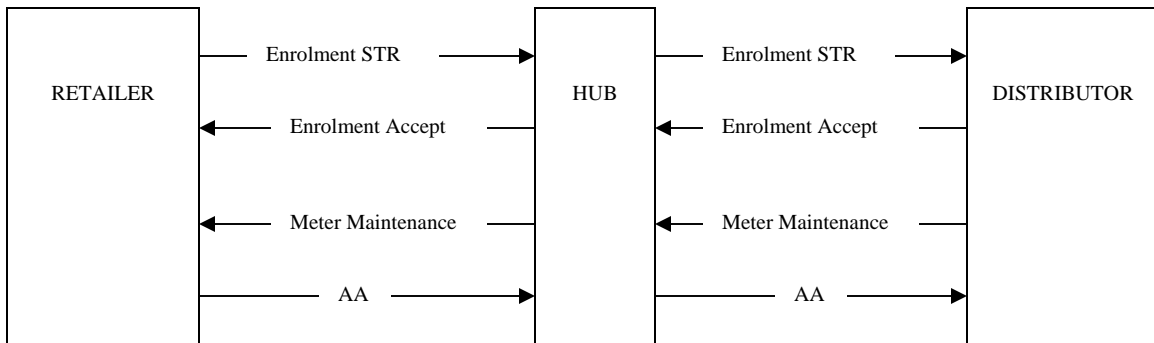 Enrolment STR
Enrolment STR
RETAILER
HUB
DISTRIBUTOR
Enrolment Accept
Enrolment Accept
Meter Maintenance
Meter Maintenance
AA
AA